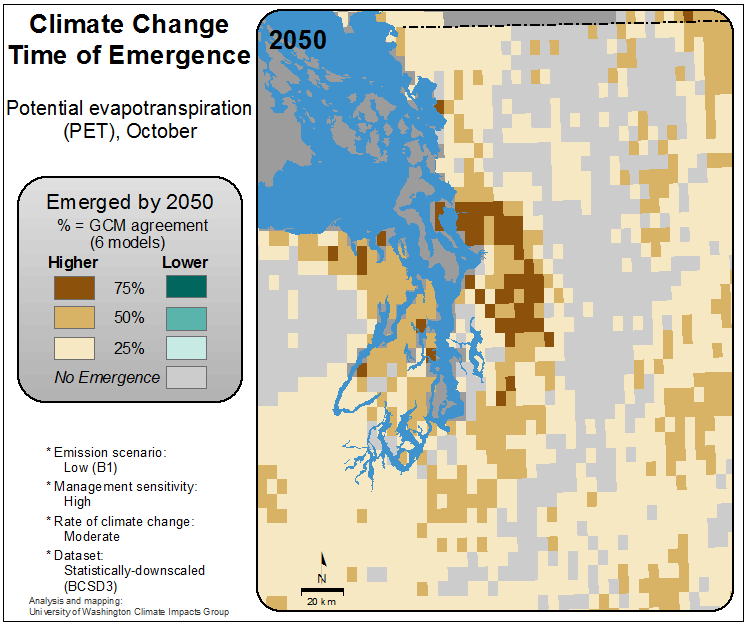 Climate Change
Time of Emergence
Potential evapotranspiration
(PET), October
Emerged by 2050
% = GCM agreement
(6 models)
Higher Lower
75%
50%
25%
No Emergence
* Emission scenario:
Low (B1)
* Management sensitivity:
High
* Rate of climate change:
Moderate
* Dataset:
Statistically-downscaled
(BCSD3)
Analysis and mapping:
University of Washington Climate Impacts Group
2050
N
20 km